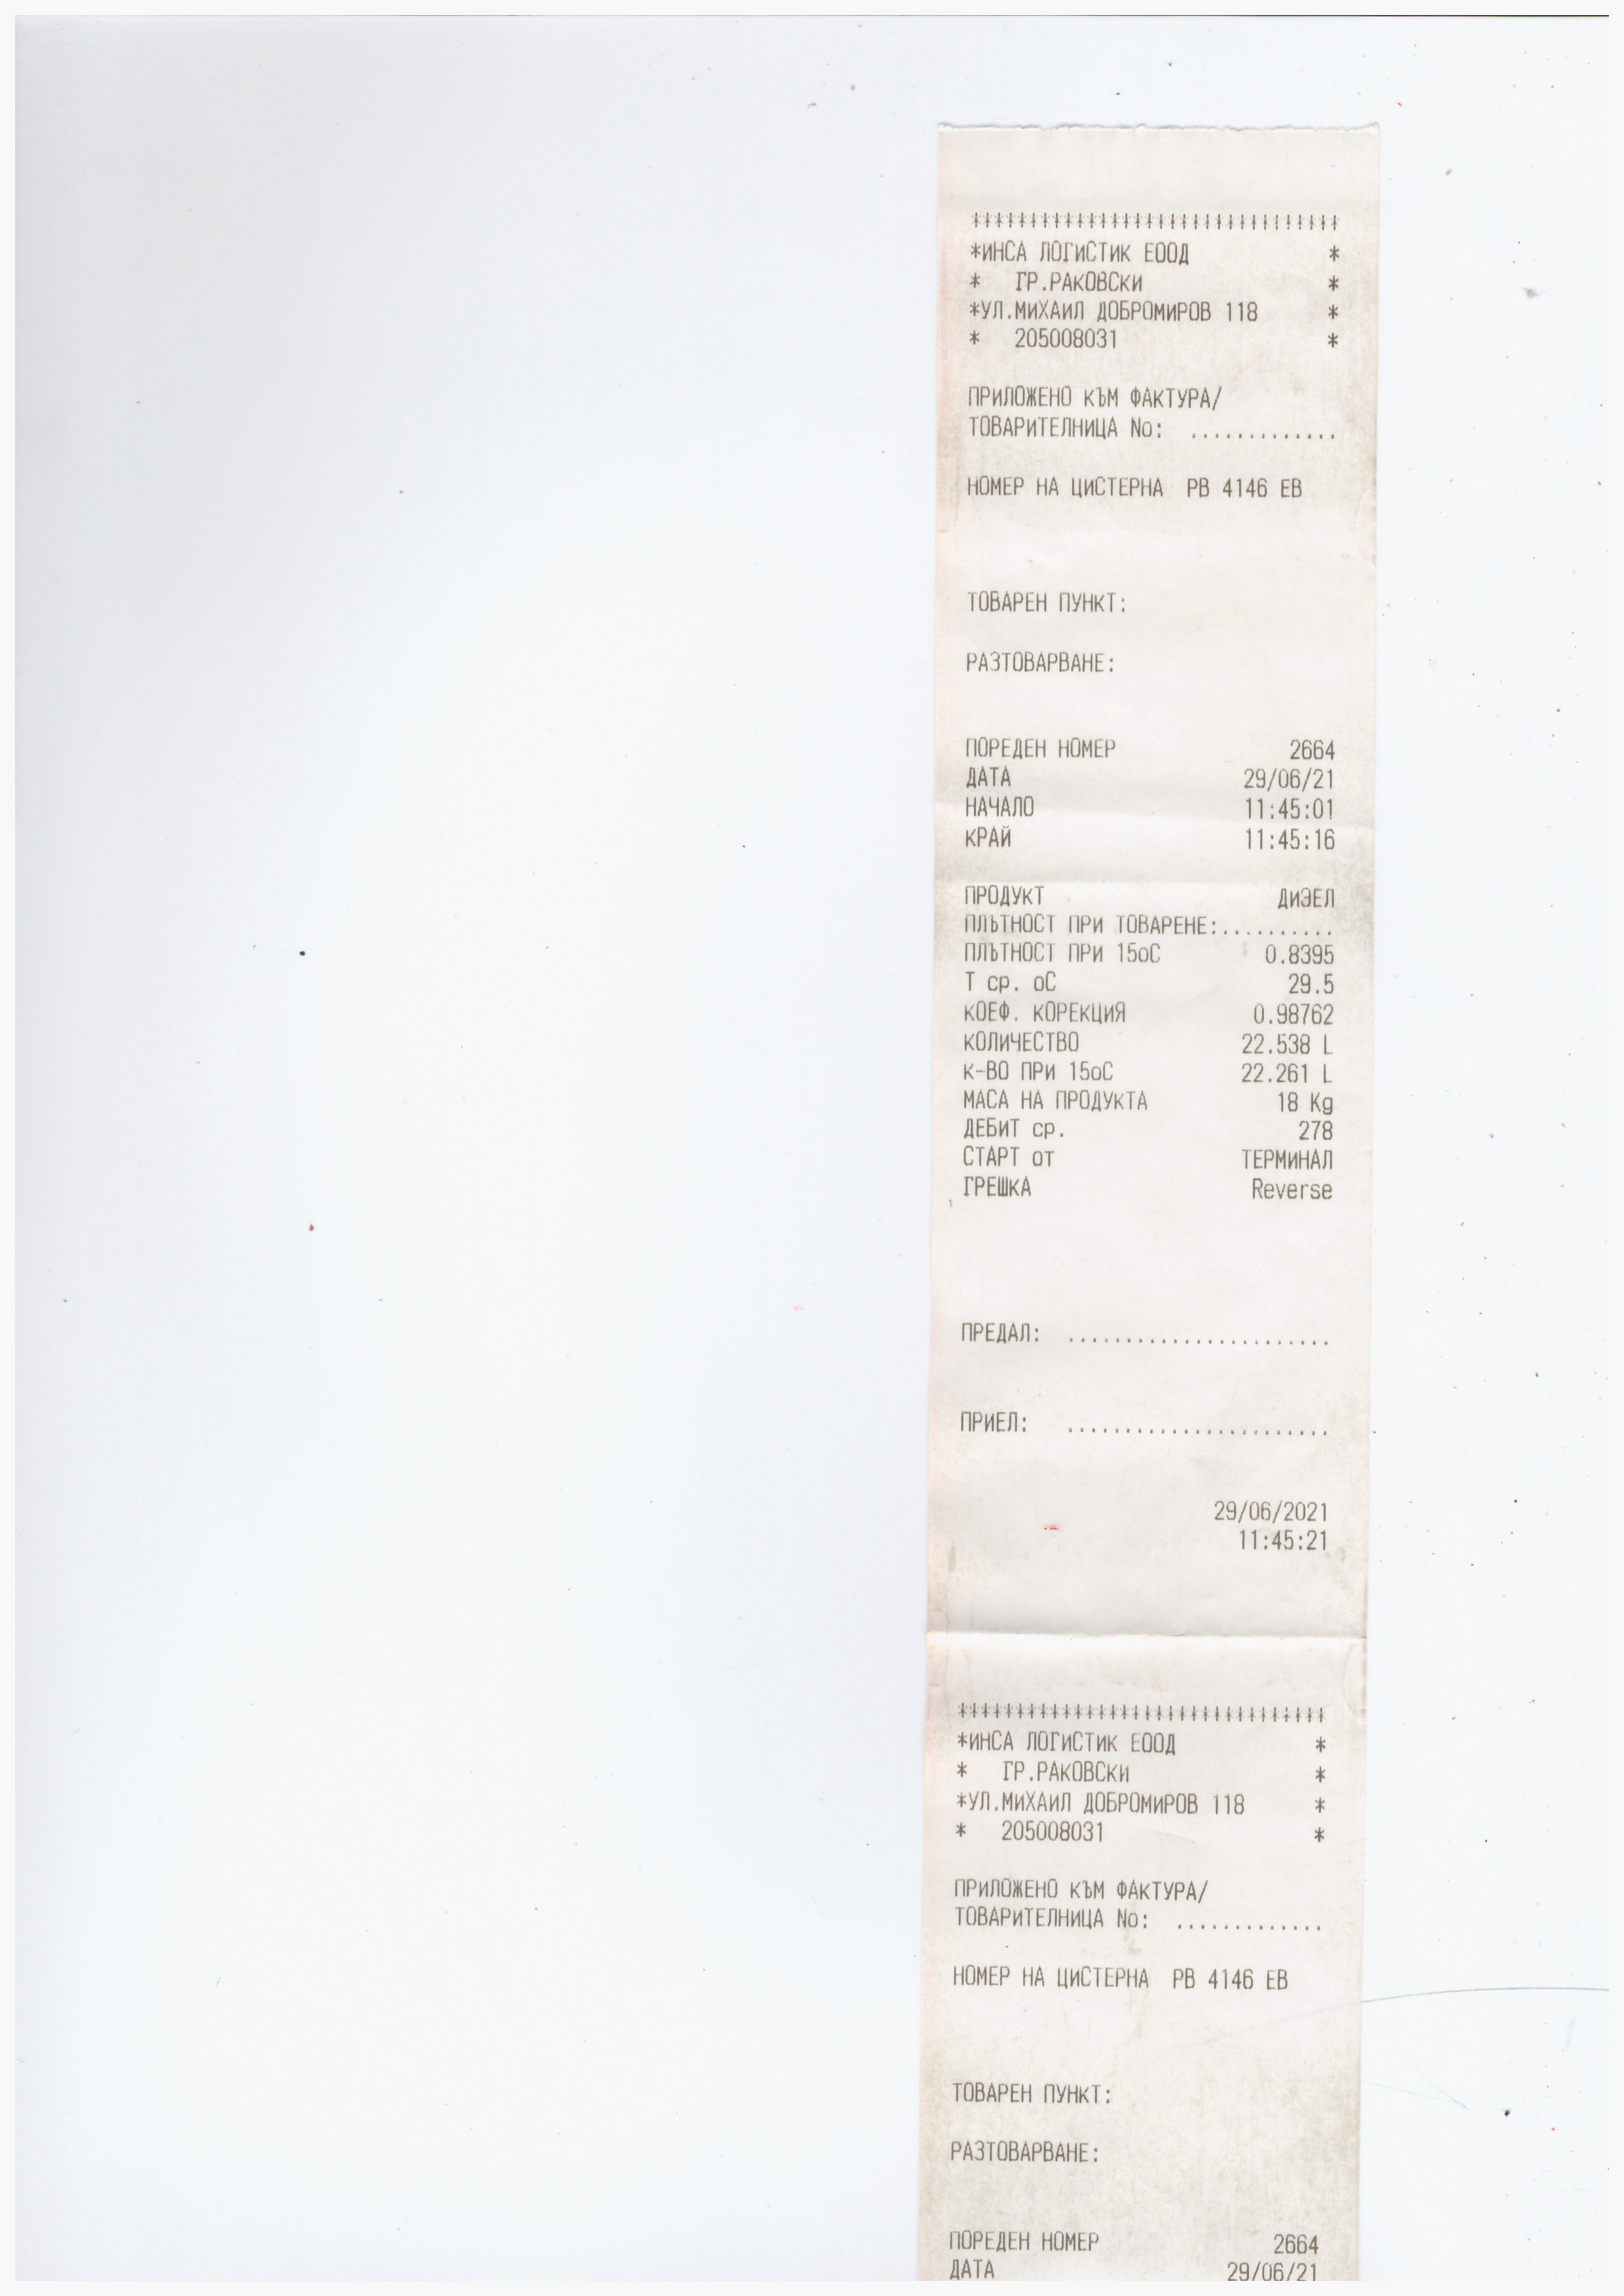 ********************************
*ИНСА ЛОГИСТИК ЕООД *
* ГР.РАКОВСКИ *
*УЛ.МИХАИЛ ДОБРОМИРОВ 118 *
* 205008031 *
ПРИЛОЖЕНО КЪМ ФАКТУРА/
ТОВАРИТЕЛНИЦА No: .............
НОМЕР НА ЦИСТЕРНА РВ 4146 ЕВ
ТОВАРЕН ПУНКТ:
РАЗТОВАРВАНЕ:
ПОРЕДЕН НОМЕР 2664
ДАТА 29/06/21
НАЧАЛО 11:45:01
КРАЙ 11:45:16
ПРОДУКТ ДИЗЕЛ
ПЛЪТНОСТ ПРИ ТОВАРЕНЕ:..........
ПЛЪТНОСТ ПРИ 15oC 0.8395
Т ср. oC 29.5
КОЕФ. КОРЕКЦИЯ 0.98762
КОЛИЧЕСТВО 22.538 L
К-ВО ПРИ 15oC 22.261 L
МАСА НА ПРОДУКТА 18 Kg
ДЕБИТ ср. 278
СТАРТ от ТЕРМИНАЛ
ГРЕШКА Reverse
ПРЕДАЛ: .......................
ПРИЕЛ: .......................
29/06/2021
11:45:21
********************************
*ИНСА ЛОГИСТИК ЕООД *
* ГР.РАКОВСКИ *
*УЛ.МИХАИЛ ДОБРОМИРОВ 118 *
* 205008031 *
ПРИЛОЖЕНО КЪМ ФАКТУРА/
ТОВАРИТЕЛНИЦА No: .............
НОМЕР НА ЦИСТЕРНА РВ 4146 ЕВ
ТОВАРЕН ПУНКТ:
РАЗТОВАРВАНЕ:
ПОРЕДЕН НОМЕР 2664
ДАТА 29/06/21